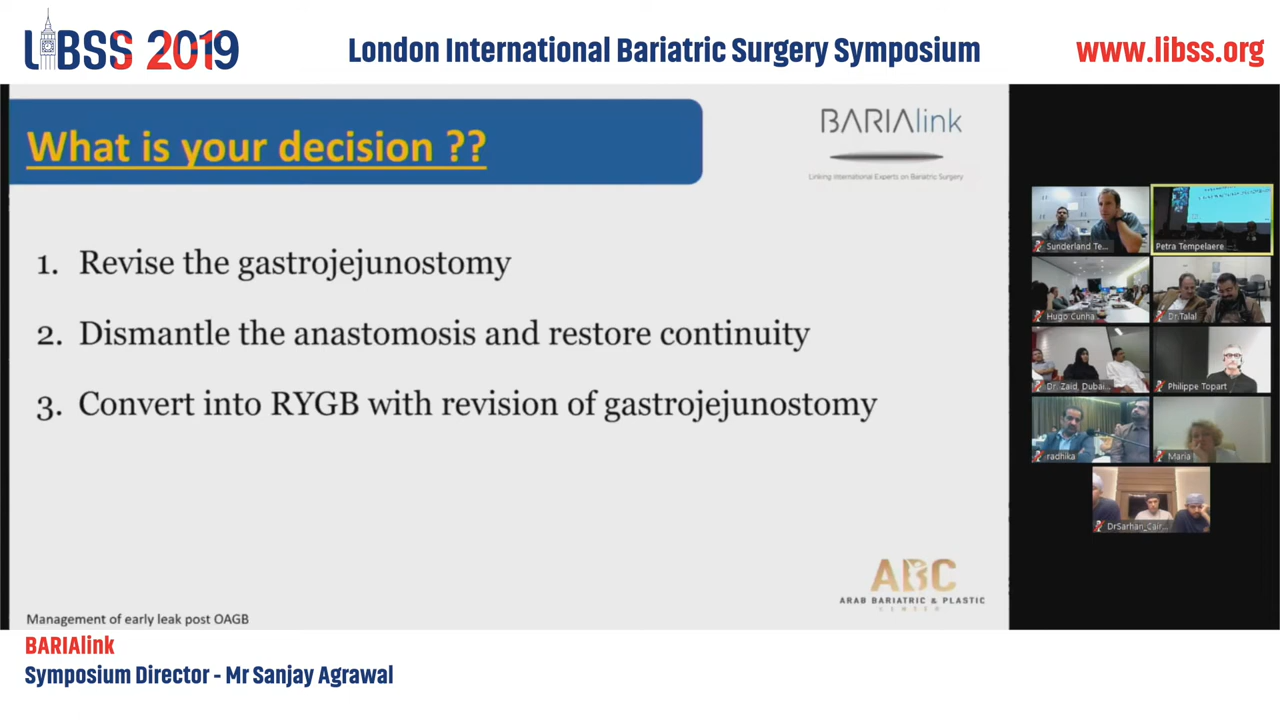 LIBSS 2019
London International Bariatric Surgery Symposium
www.libss.org
What is your decision ??
BARIAlink
Linking International Experts on Bariatric Surgery
1. Revise the gastrojejunostomy
2. Dismantle the anastomosis and restore continuity
3. Convert into RYGB with revision of gastrojejunostomy
Sunderland Te...
Petra Tempelaere
Hugo Cunha
Dr.Talal
Dr. Zaid, Dubai...
Philippe Topart
radhika
Maria
DrSarhan_Cair...
ABC
ARAB BARIATRIC & PLASTIC
CENTER
Management of early leak post OAGB
BARIAlink
Symposium Director - Mr Sanjay Agrawal